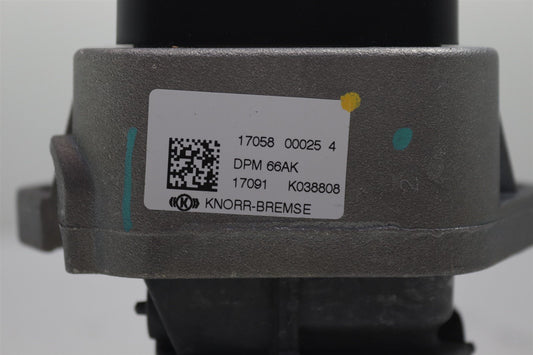 17058 00025 4
DPM 66AK
17091 K038808
KNORR-BREMSE